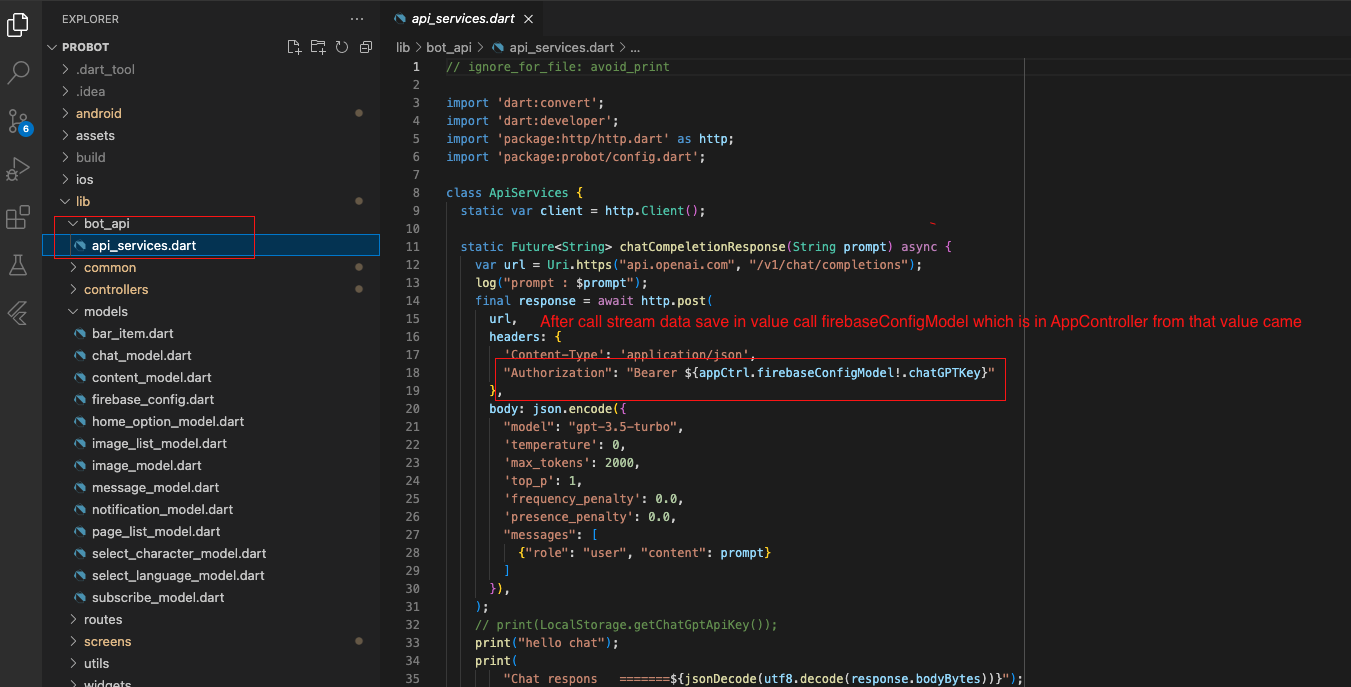 EXPLORER
PROBOT
.dart_tool
.idea
android
assets
build
ios
lib
bot_api
api_services.dart
common
controllers
models
bar_item.dart
chat_model.dart
content_model.dart
firebase_config.dart
home_option_model.dart
image_list_model.dart
image_model.dart
message_model.dart
notification_model.dart
page_list_model.dart
select_character_model.dart
select_language_model.dart
subscribe_model.dart
routes
screens
utils
widgets
6
api_services.dart
lib > bot_api > api_services.dart > ...
1 // ignore_for_file: avoid_print
2
3 import 'dart:convert';
4 import 'dart:developer';
5 import 'package:http/http.dart' as http;
6 import 'package:probot/config.dart';
7
8 class ApiServices {
9 static var client = http.Client();
10
11 static Future<String> chatCompeletionResponse(String prompt) async {
12 var url = Uri.https("api.openai.com", "/v1/chat/completions");
13 log("prompt : $prompt");
14 final response = await http.post(
15 url,
After call stream data save in value call firebaseConfigModel which is in AppController from that value came
16 headers: {
17 'Content-Type': 'application/json',
18 "Authorization": "Bearer ${appCtrl.firebaseConfigModel!.chatGPTKey}"
19 },
20 body: json.encode({
21 "model": "gpt-3.5-turbo",
22 'temperature': 0,
23 'max_tokens': 2000,
24 'top_p': 1,
25 'frequency_penalty': 0.0,
26 'presence_penalty': 0.0,
27 "messages": [
28 {"role": "user", "content": prompt}
29 ]
30 }),
31 );
32 // print(LocalStorage.getChatGptApiKey());
33 print("hello chat");
34 print(
35 "Chat respons =======${jsonDecode(utf8.decode(response.bodyBytes))}");